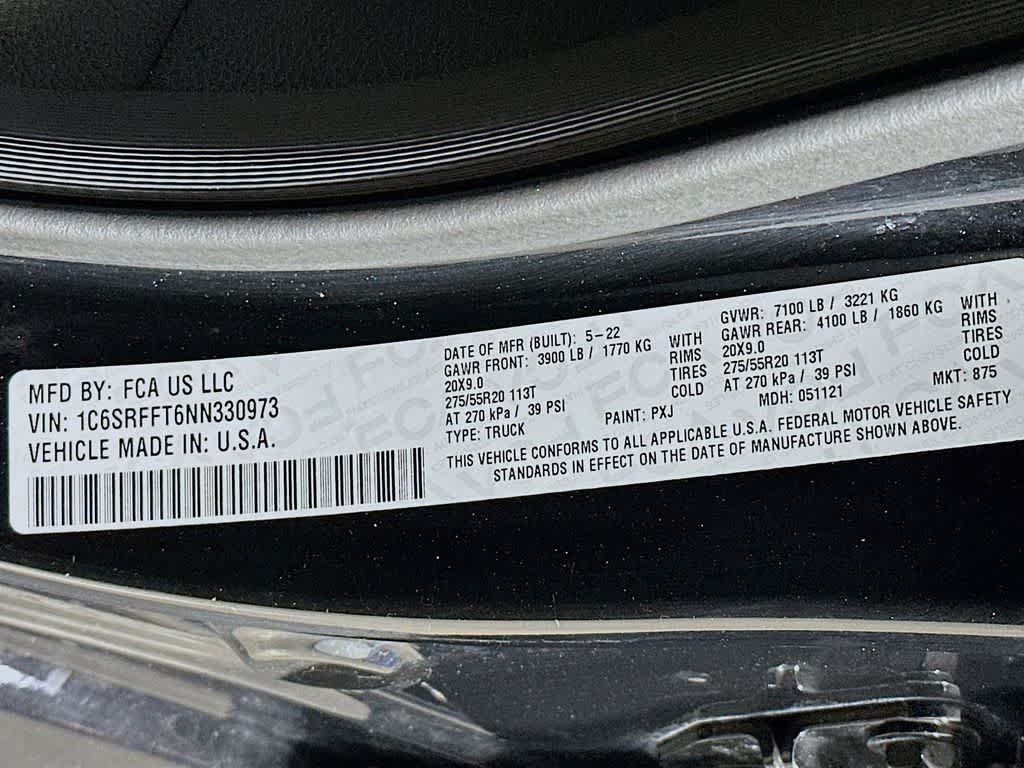 MFD BY: FCA US LLC
VIN: 1C6SRFFT6NN330973
VEHICLE MADE IN: U.S.A.
DATE OF MFR (BUILT): 5-22
GAWR FRONT: 3900 LB / 1770 KG WITH
20X9.0 RIMS
275/55R20 113T TIRES
AT 270 kPa / 39 PSI COLD
TYPE: TRUCK PAINT: PXJ
GVWR: 7100 LB / 3221 KG
GAWR REAR: 4100 LB / 1860 KG WITH
20X9.0 RIMS
275/55R20 113T TIRES
AT 270 kPa / 39 PSI COLD
MDH: 051121 MKT: 875
THIS VEHICLE CONFORMS TO ALL APPLICABLE U.S.A. FEDERAL MOTOR VEHICLE SAFETY
STANDARDS IN EFFECT ON THE DATE OF MANUFACTURE SHOWN ABOVE.